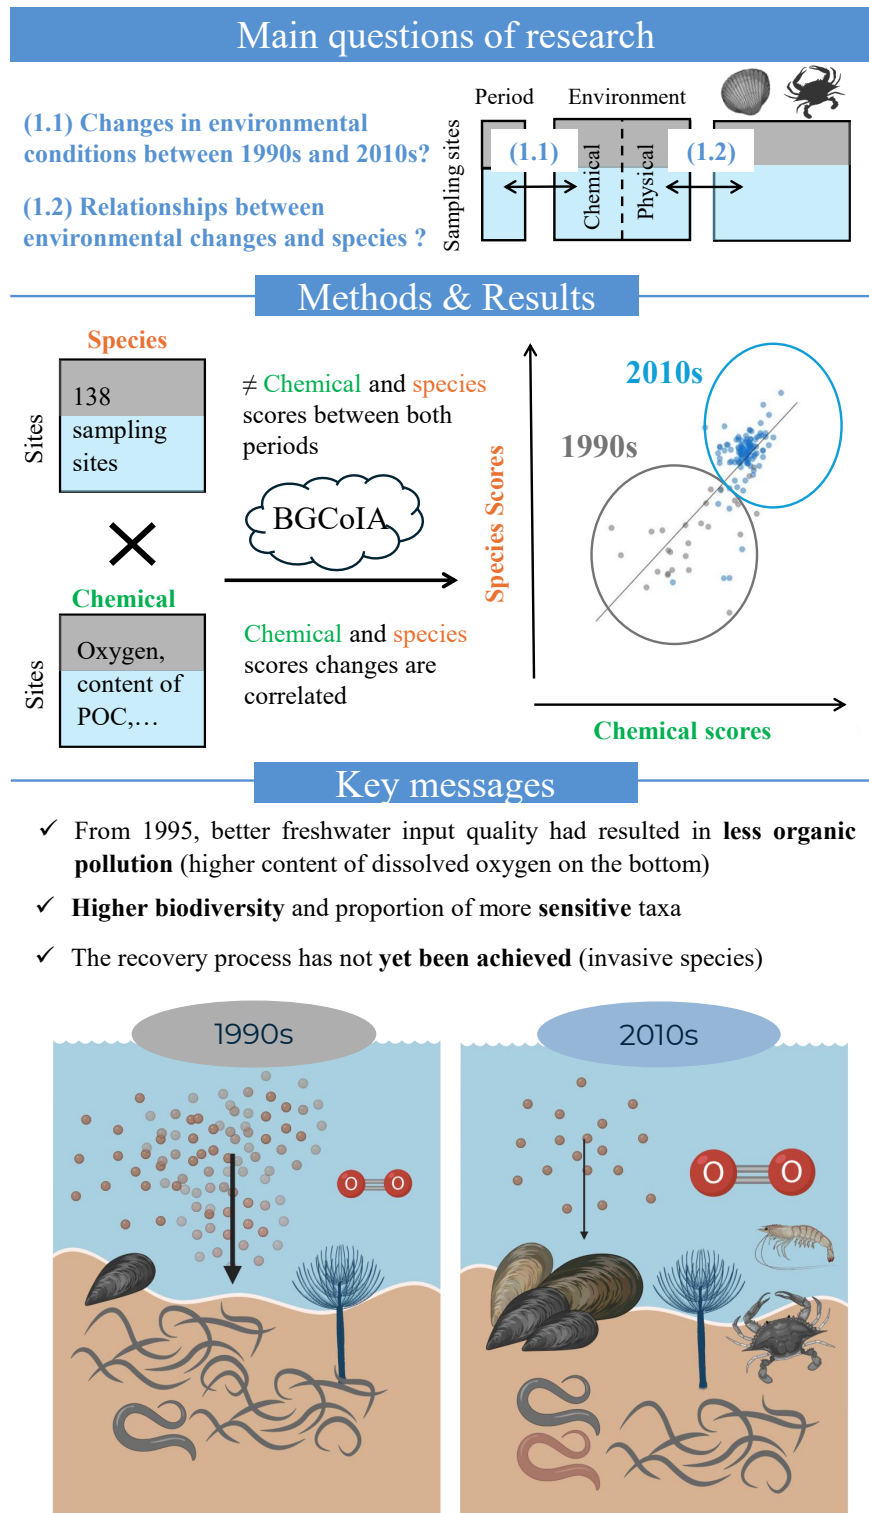 Main questions of research
(1.1) Changes in environmental
conditions between 1990s and 2010s?
(1.2) Relationships between
environmental changes and species ?
Period
Environment
Sampling sites
(1.1)
Chemical
Physical
(1.2)
Methods & Results
Species
Sites
138
sampling
sites
Chemical
Sites
Oxygen,
content of
POC,…
≠ Chemical and species
scores between both
periods
BGCoIA
Chemical and species
scores changes are
correlated
2010s
1990s
Species Scores
Chemical scores
Key messages
✓ From 1995, better freshwater input quality had resulted in less organic
pollution (higher content of dissolved oxygen on the bottom)
✓ Higher biodiversity and proportion of more sensitive taxa
✓ The recovery process has not yet been achieved (invasive species)
1990s
O O
2010s
O O